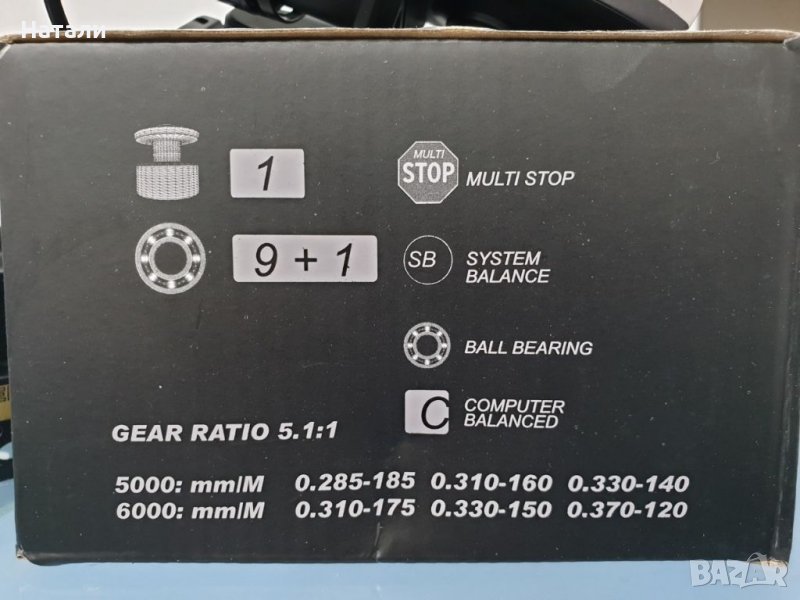 Натали
1
MULTI
STOP
MULTI STOP
9 + 1
SB
SYSTEM
BALANCE
BALL BEARING
C
COMPUTER
BALANCED
GEAR RATIO 5.1:1
5000: mm/M 0.285-185 0.310-160 0.330-140
6000: mm/M 0.310-175 0.330-150 0.370-120
BAZAR